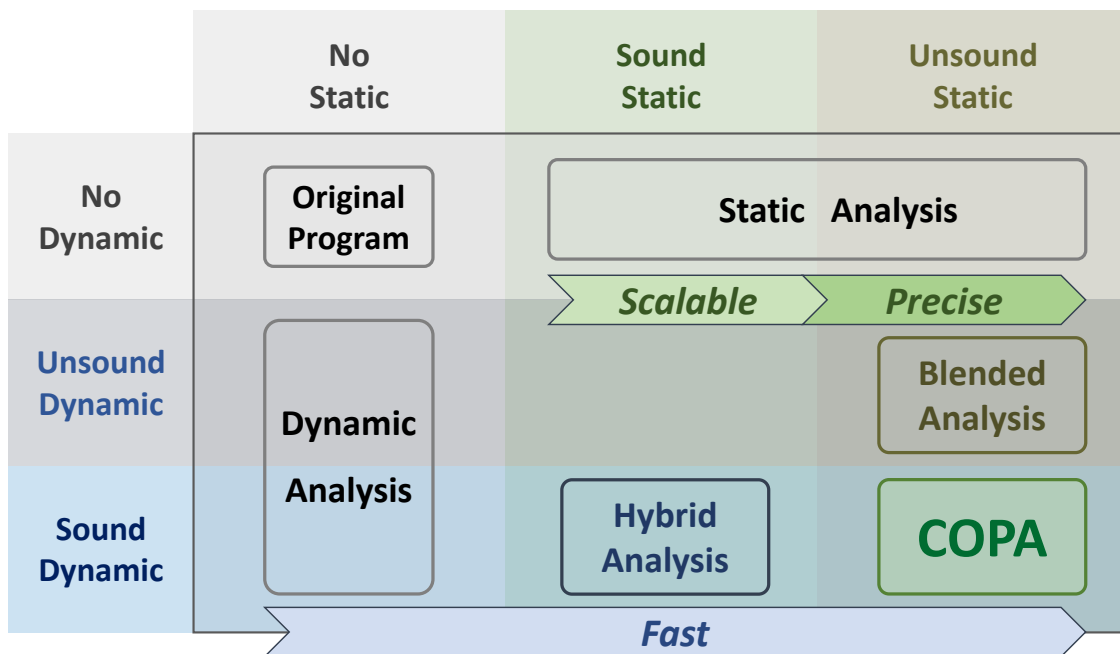 No
Static
Sound
Static
Unsound
Static
No
Dynamic
Original
Program
Static Analysis
Scalable
Precise
Unsound
Dynamic
Dynamic
Analysis
Blended
Analysis
Sound
Dynamic
Hybrid
Analysis
COPA
Fast